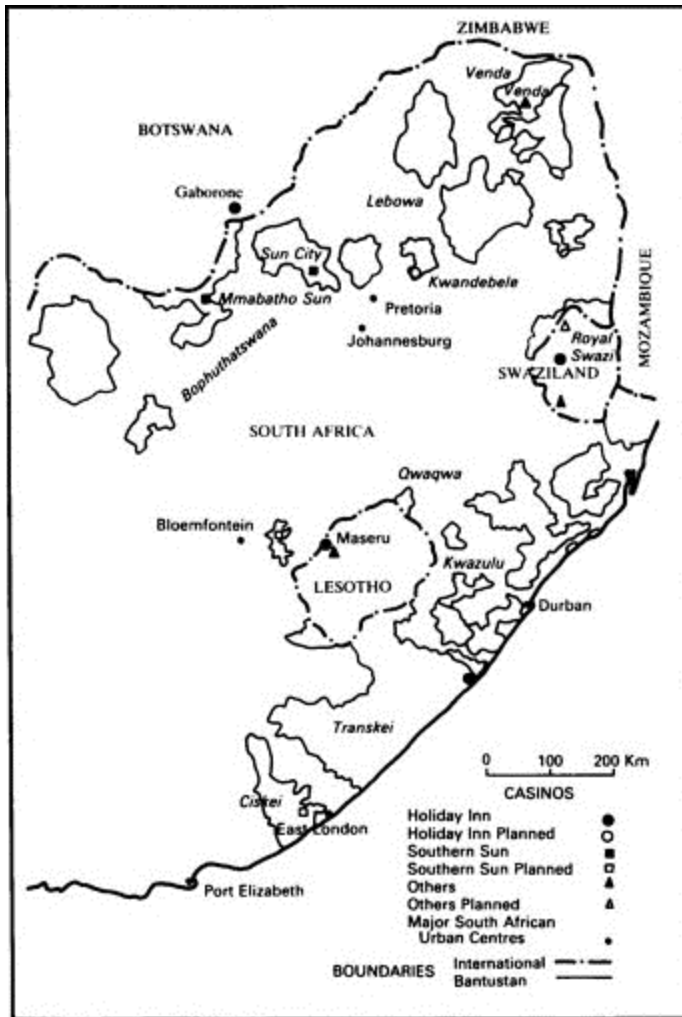 ZIMBABWE
Venda
Venda
BOTSWANA
Gaborone
Lebowa
MOZAMBIQUE
Sun City
Kwandebele
Mmabatho Sun
Pretoria
Johannesburg
Royal
Swazi
SWAZILAND
Bophuthatswana
SOUTH AFRICA
Qwaqwa
Bloemfontein
Maseru
Kwazulu
LESOTHO
Durban
Transkei
0 100 200 Km
CASINOS
Ciskei
East London
Port Elizabeth
Holiday Inn
Holiday Inn Planned
Southern Sun
Southern Sun Planned
Others
Others Planned
Major South African
Urban Centres
BOUNDARIES International
Bantustan